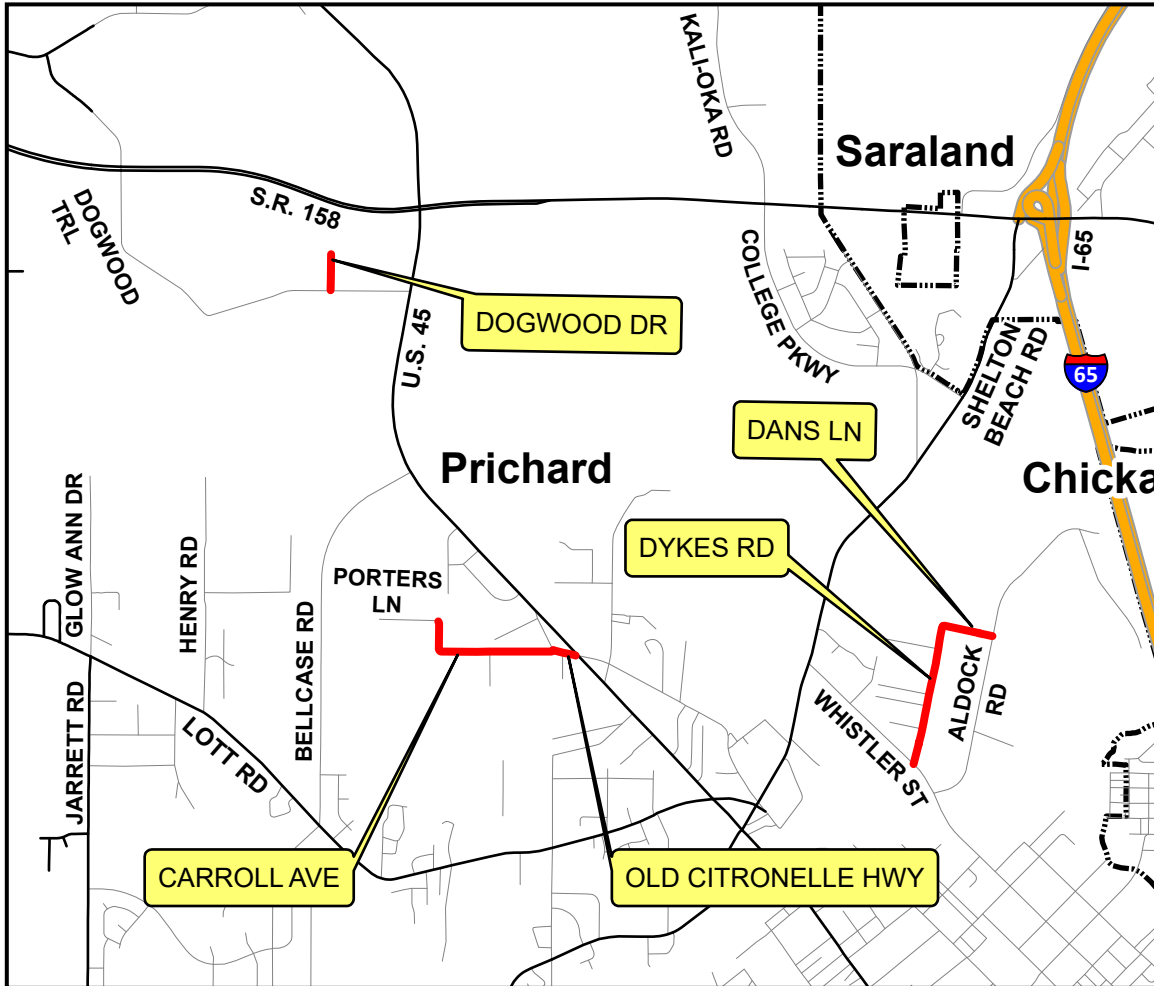 KALI-OKA RD
Saraland
DOGWOOD
TRL
S.R. 158
I-65
COLLEGE PKWY
DOGWOOD DR
U.S. 45
SHELTON
BEACH RD
65
DANS LN
Prichard
Chicka
GLOW ANN DR
HENRY RD
DYKES RD
PORTERS
LN
BELLCASE RD
ALDOCK
RD
JARRETT RD
LOTT RD
WHISTLER ST
CARROLL AVE
OLD CITRONELLE HWY